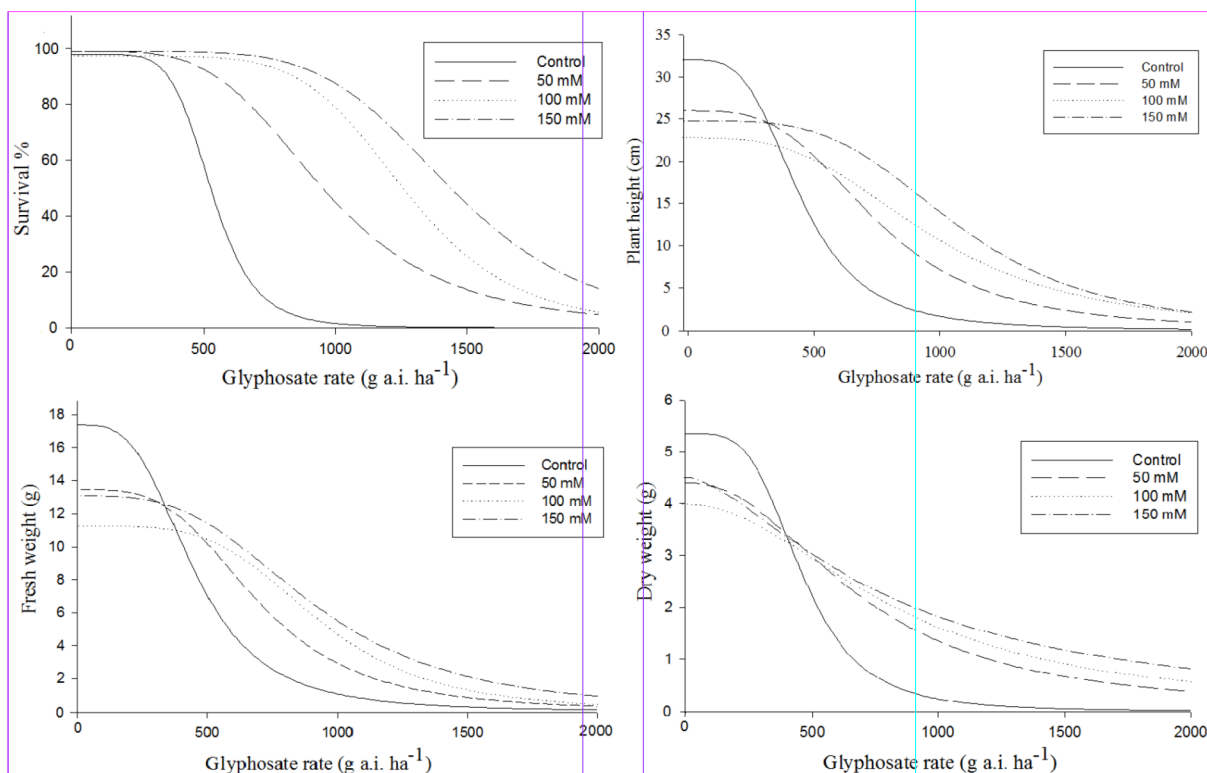 100
80
60
40
20
0
Survival %
Control
50 mM
100 mM
150 mM
0 500 1000 1500 2000
Glyphosate rate (g a.i. ha⁻¹)
35
30
25
20
15
10
5
0
Plant height (cm)
Control
50 mM
100 mM
150 mM
0 500 1000 1500 2000
Glyphosate rate (g a.i. ha⁻¹)
18
16
14
12
10
8
6
4
2
0
Fresh weight (g)
Control
50 mM
100 mM
150 mM
0 500 1000 1500 2000
Glyphosate rate (g a.i. ha⁻¹)
6
5
4
3
2
1
0
Dry weight (g)
Control
50 mM
100 mM
150 mM
0 500 1000 1500 2000
Glyphosate rate (g a.i. ha⁻¹)